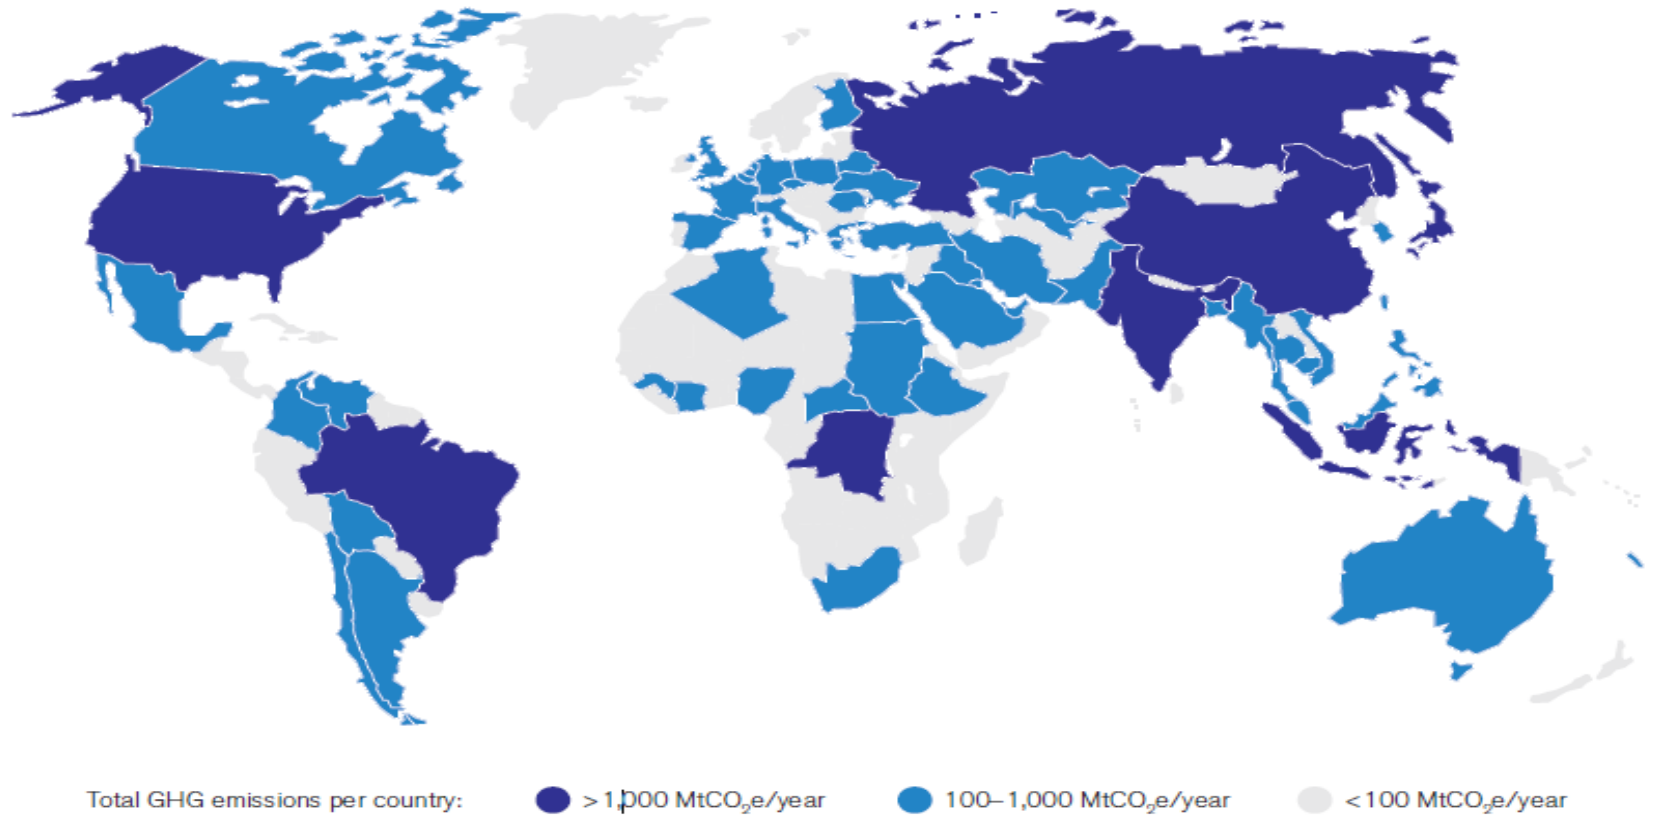 Total GHG emissions per country: >1,000 MtCO₂e/year 100–1,000 MtCO₂e/year <100 MtCO₂e/year